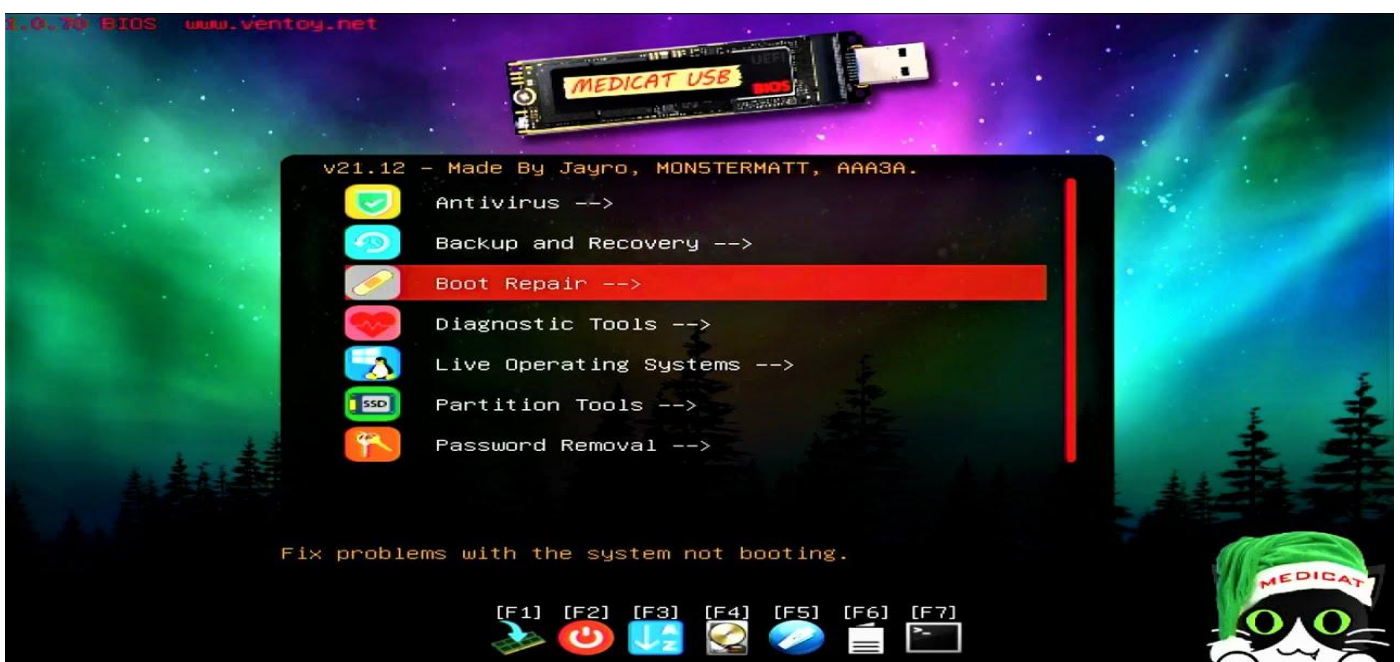 1.0.70 BIOS www.ventoy.net
UEFI
MEDICAT USB
BIOS
v21.12 - Made By Jayro, MON5TERMATT, AAA3A.
Antivirus -->
Backup and Recovery -->
Boot Repair -->
Diagnostic Tools -->
Live Operating Systems -->
SSD
Partition Tools -->
Password Removal -->
Fix problems with the system not booting.
[F1] [F2] [F3] [F4] [F5] [F6] [F7]
A
Z
MEDICAT